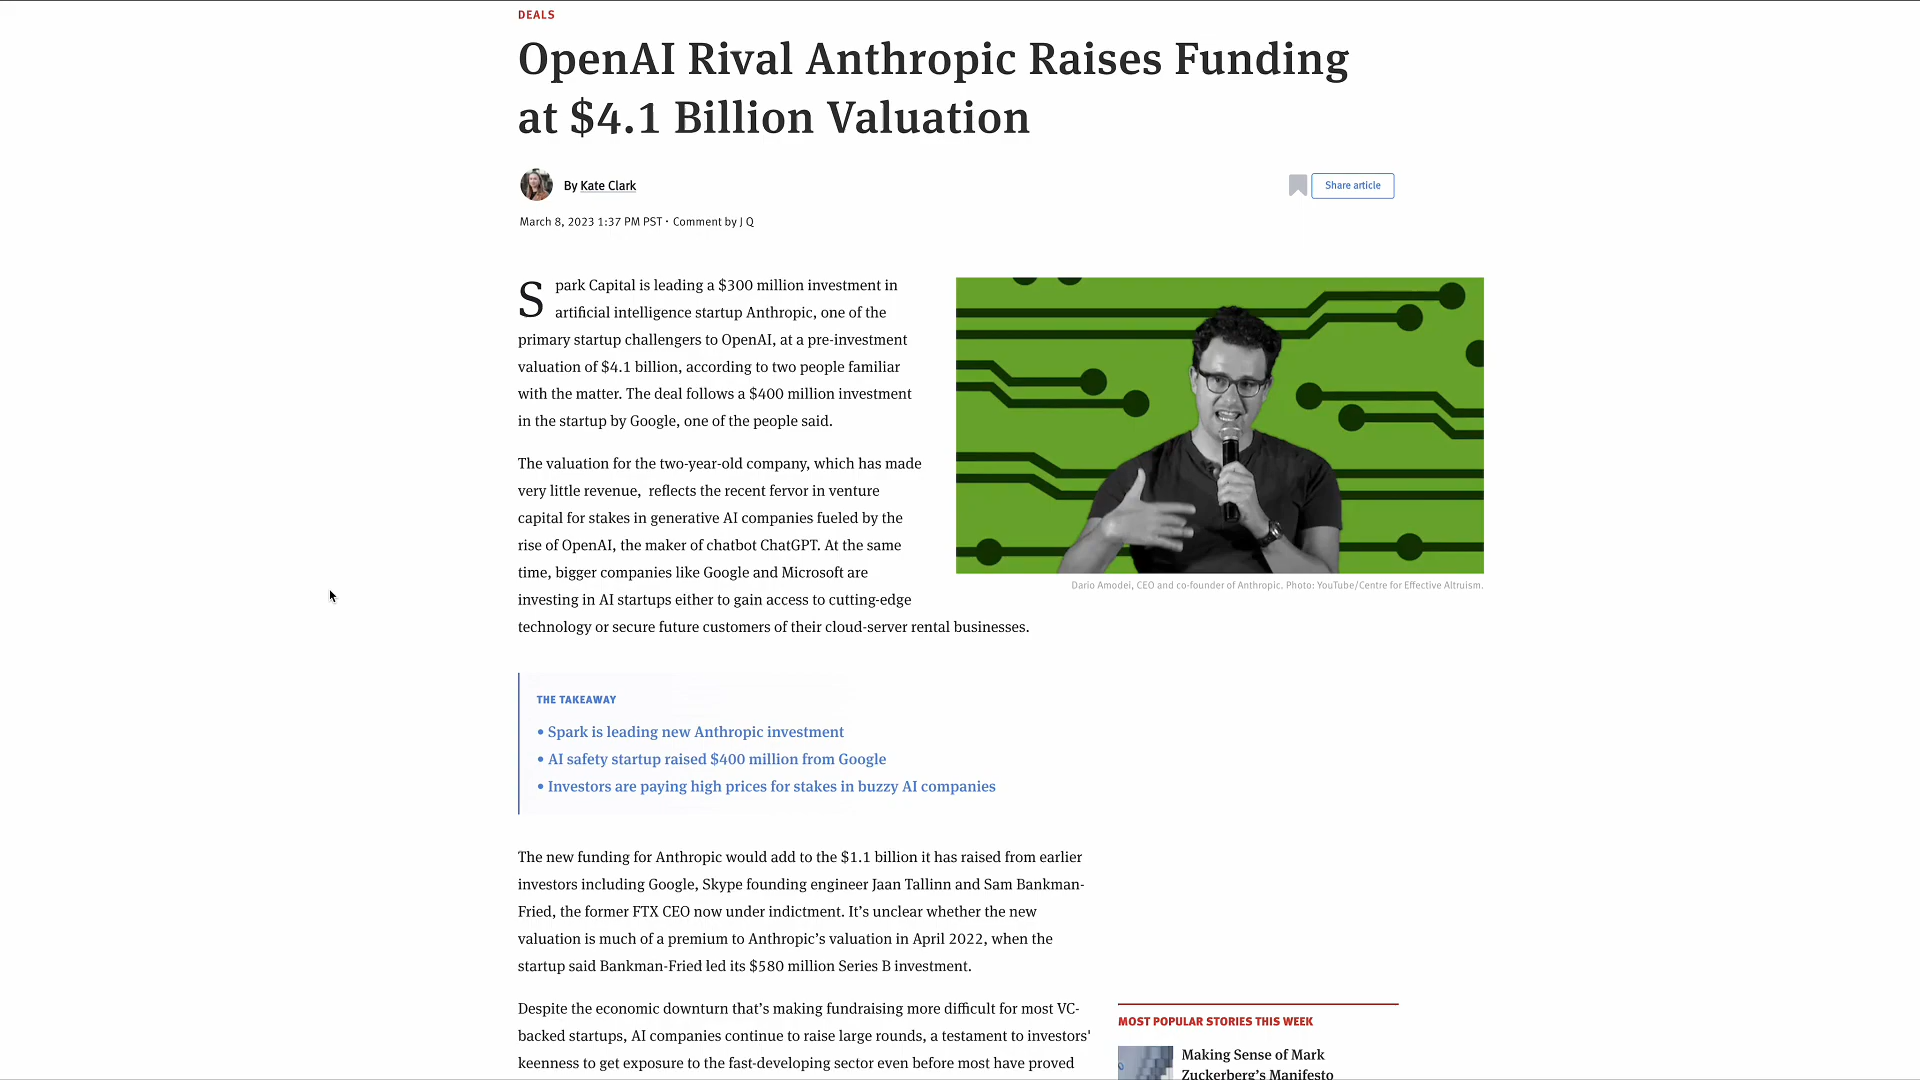 DEALS
OpenAI Rival Anthropic Raises Funding
at $4.1 Billion Valuation
By Kate Clark
Share article
March 8, 2023 1:37 PM PST · Comment by J Q
Spark Capital is leading a $300 million investment in
artificial intelligence startup Anthropic, one of the
primary startup challengers to OpenAI, at a pre-investment
valuation of $4.1 billion, according to two people familiar
with the matter. The deal follows a $400 million investment
in the startup by Google, one of the people said.
The valuation for the two-year-old company, which has made
very little revenue,  reflects the recent fervor in venture
capital for stakes in generative AI companies fueled by the
rise of OpenAI, the maker of chatbot ChatGPT. At the same
time, bigger companies like Google and Microsoft are
investing in AI startups either to gain access to cutting-edge
technology or secure future customers of their cloud-server rental businesses.
Dario Amodei, CEO and co-founder of Anthropic. Photo: YouTube/Centre for Effective Altruism.
THE TAKEAWAY
• Spark is leading new Anthropic investment
• AI safety startup raised $400 million from Google
• Investors are paying high prices for stakes in buzzy AI companies
The new funding for Anthropic would add to the $1.1 billion it has raised from earlier
investors including Google, Skype founding engineer Jaan Tallinn and Sam Bankman-
Fried, the former FTX CEO now under indictment. It’s unclear whether the new
valuation is much of a premium to Anthropic’s valuation in April 2022, when the
startup said Bankman-Fried led its $580 million Series B investment.
Despite the economic downturn that’s making fundraising more difficult for most VC-
backed startups, AI companies continue to raise large rounds, a testament to investors'
keenness to get exposure to the fast-developing sector even before most have proved
MOST POPULAR STORIES THIS WEEK
Making Sense of Mark
Zuckerberg’s Manifesto